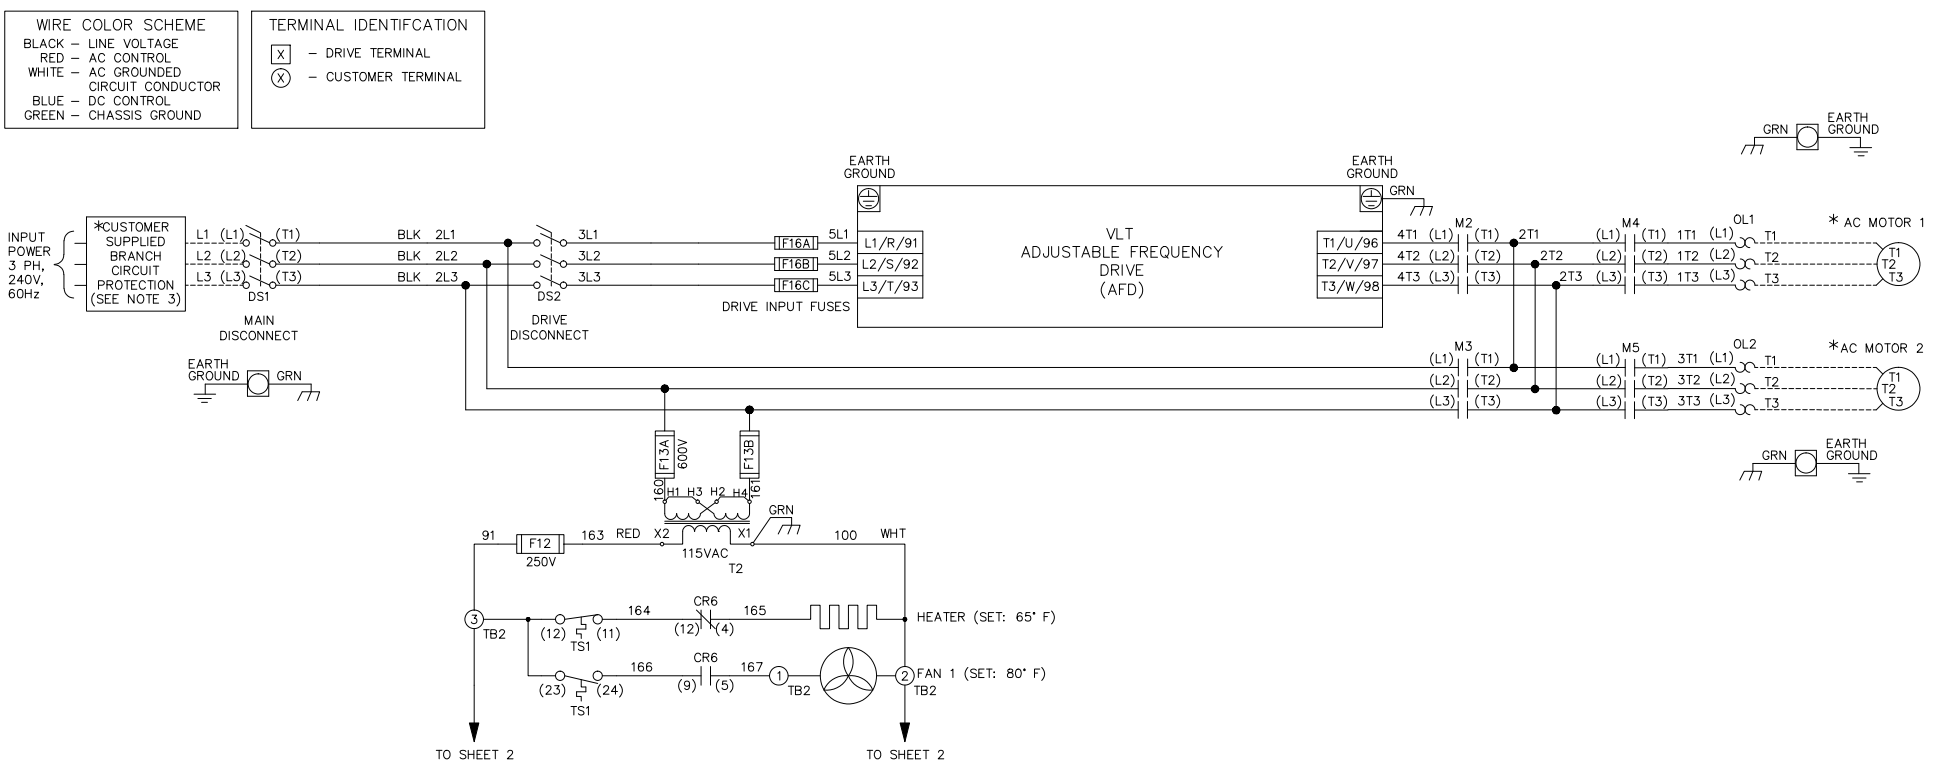 WIRE COLOR SCHEME
BLACK – LINE VOLTAGE
RED – AC CONTROL
WHITE – AC GROUNDED
CIRCUIT CONDUCTOR
BLUE – DC CONTROL
GREEN – CHASSIS GROUND
TERMINAL IDENTIFCATION
X – DRIVE TERMINAL
X – CUSTOMER TERMINAL
INPUT
POWER
3 PH,
240V,
60Hz
*CUSTOMER
SUPPLIED
BRANCH
CIRCUIT
PROTECTION
(SEE NOTE 3)
L1 (L1) (T1) BLK 2L1 3L1 F16A 5L1 L1/R/91
L2 (L2) (T2) BLK 2L2 3L2 F16B 5L2 L2/S/92
L3 (L3) (T3) BLK 2L3 3L3 F16C 5L3 L3/T/93
DS1
MAIN
DISCONNECT
DS2
DRIVE
DISCONNECT
DRIVE INPUT FUSES
EARTH
GROUND
VLT
ADJUSTABLE FREQUENCY
DRIVE
(AFD)
EARTH
GROUND
GRN
M2 M4 OL1
T1/U/96 4T1 (L1) (T1) 2T1 (L1) (T1) 1T1 (L1) T1
T2/V/97 4T2 (L2) (T2) 2T2 (L2) (T2) 1T2 (L2) T2
T3/W/98 4T3 (L3) (T3) 2T3 (L3) (T3) 1T3 (L3) T3
* AC MOTOR 1
T1
T2
T3
GRN
EARTH
GROUND
M3 M5 OL2
(L1) (T1) (L1) (T1) 3T1 (L1) T1
(L2) (T2) (L2) (T2) 3T2 (L2) T2
(L3) (T3) (L3) (T3) 3T3 (L3) T3
*AC MOTOR 2
T1
T2
T3
GRN
EARTH
GROUND
EARTH
GROUND
GRN
F13A
600V
F13B
160
H1 H3 H2 H4
161
GRN
91 F12 163 RED X2 X1 100 WHT
250V
115VAC
T2
3
TB2
(12) (11)
TS1
164
CR6
(12) (4)
165
HEATER (SET: 65° F)
(23) (24)
TS1
166
CR6
(9) (5)
167
1
TB2
2
TB2
FAN 1 (SET: 80° F)
TO SHEET 2
TO SHEET 2